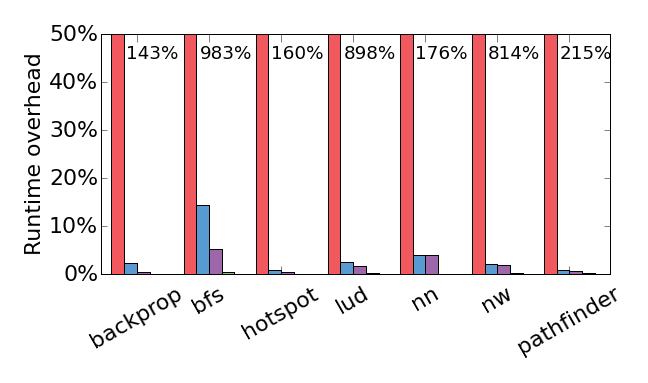 50%
40%
30%
20%
10%
0%
Runtime overhead
143%
983%
160%
898%
176%
814%
215%
backprop
bfs
hotspot
lud
nn
nw
pathfinder